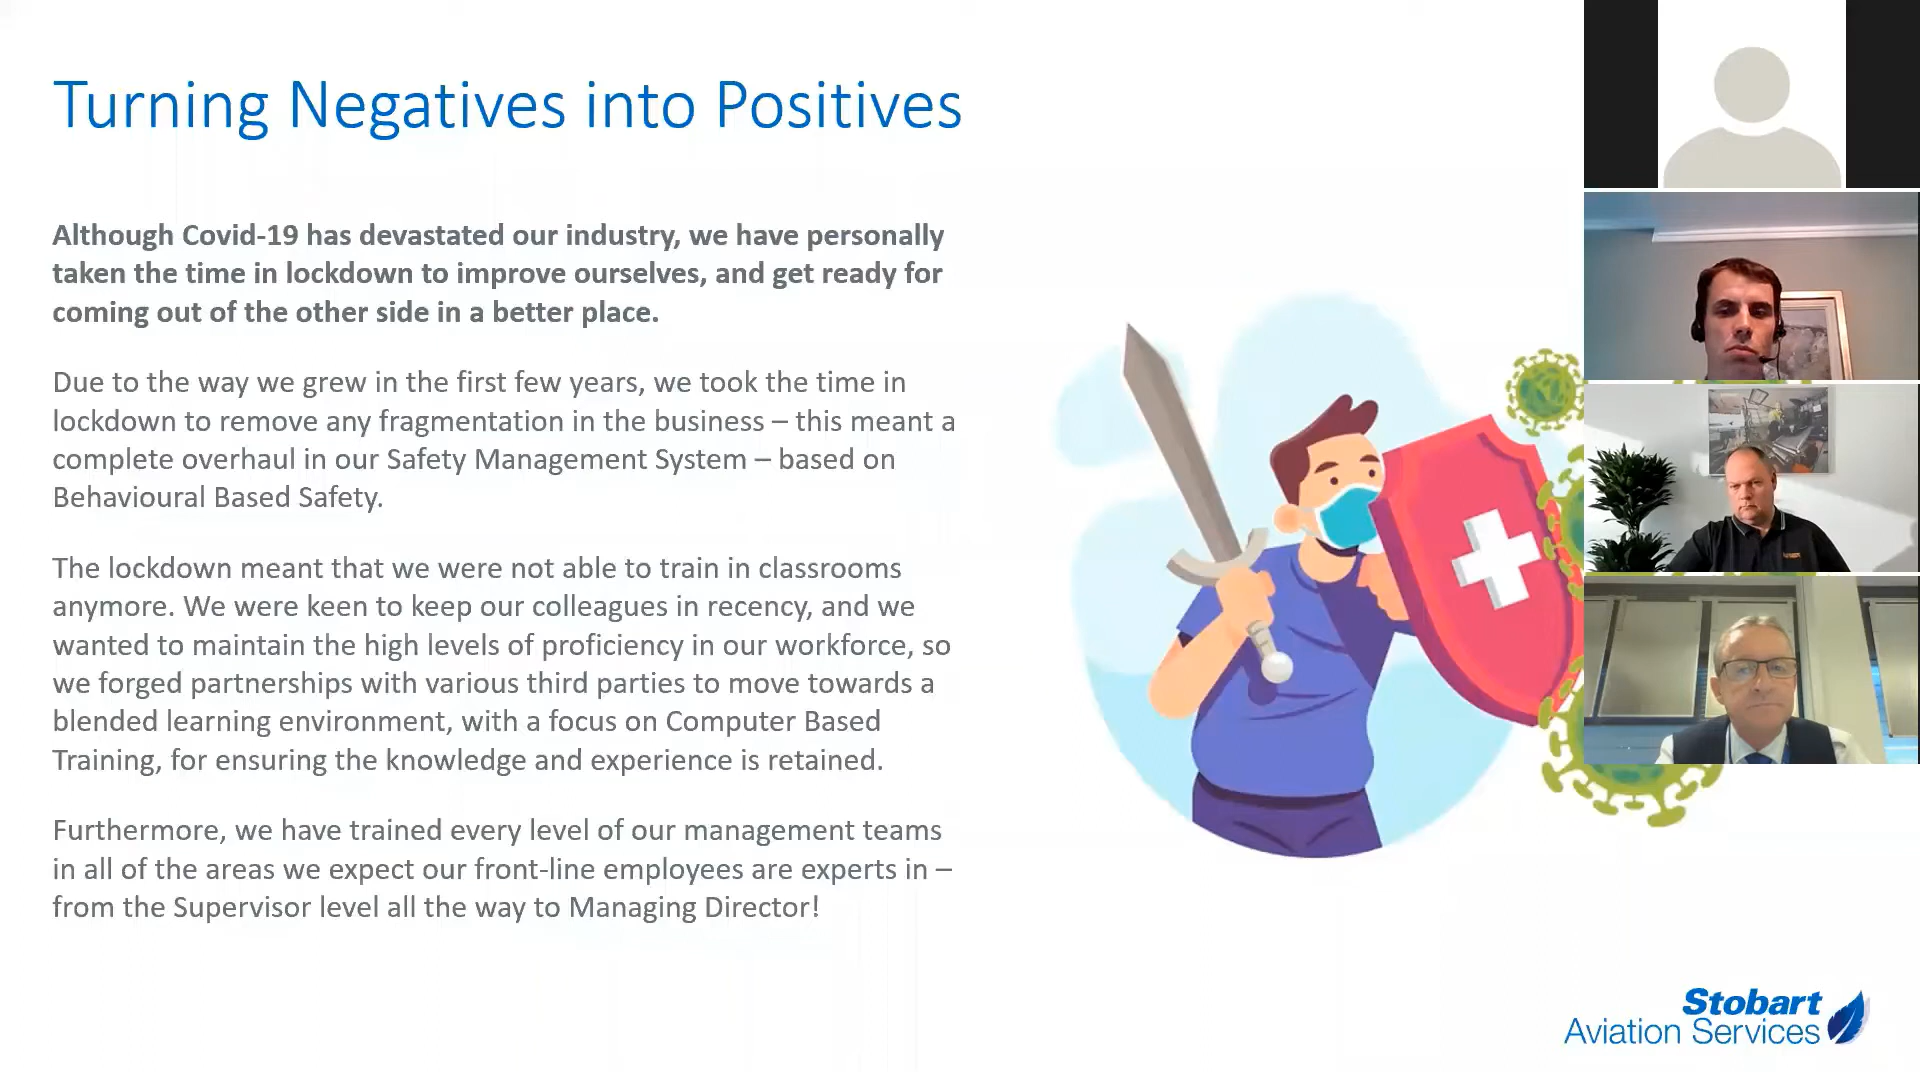 Turning Negatives into Positives
Although Covid-19 has devastated our industry, we have personally
taken the time in lockdown to improve ourselves, and get ready for
coming out of the other side in a better place.
Due to the way we grew in the first few years, we took the time in
lockdown to remove any fragmentation in the business – this meant a
complete overhaul in our Safety Management System – based on
Behavioural Based Safety.
The lockdown meant that we were not able to train in classrooms
anymore. We were keen to keep our colleagues in recency, and we
wanted to maintain the high levels of proficiency in our workforce, so
we forged partnerships with various third parties to move towards a
blended learning environment, with a focus on Computer Based
Training, for ensuring the knowledge and experience is retained.
Furthermore, we have trained every level of our management teams
in all of the areas we expect our front-line employees are experts in –
from the Supervisor level all the way to Managing Director!
Stobart
Aviation Services